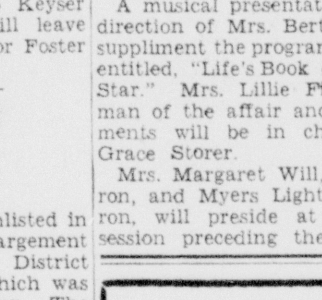 Keyser
ill leave
or Foster
nlisted in
argement
District
hich was
A musical presentat
direction of Mrs. Bert
suppliment the progra
entitled, "Life's Book
Star." Mrs. Lillie F
man of the affair and
ments will be in ch
Grace Storer.
Mrs. Margaret Will
ron, and Myers Light
ron, will preside at
session preceding the